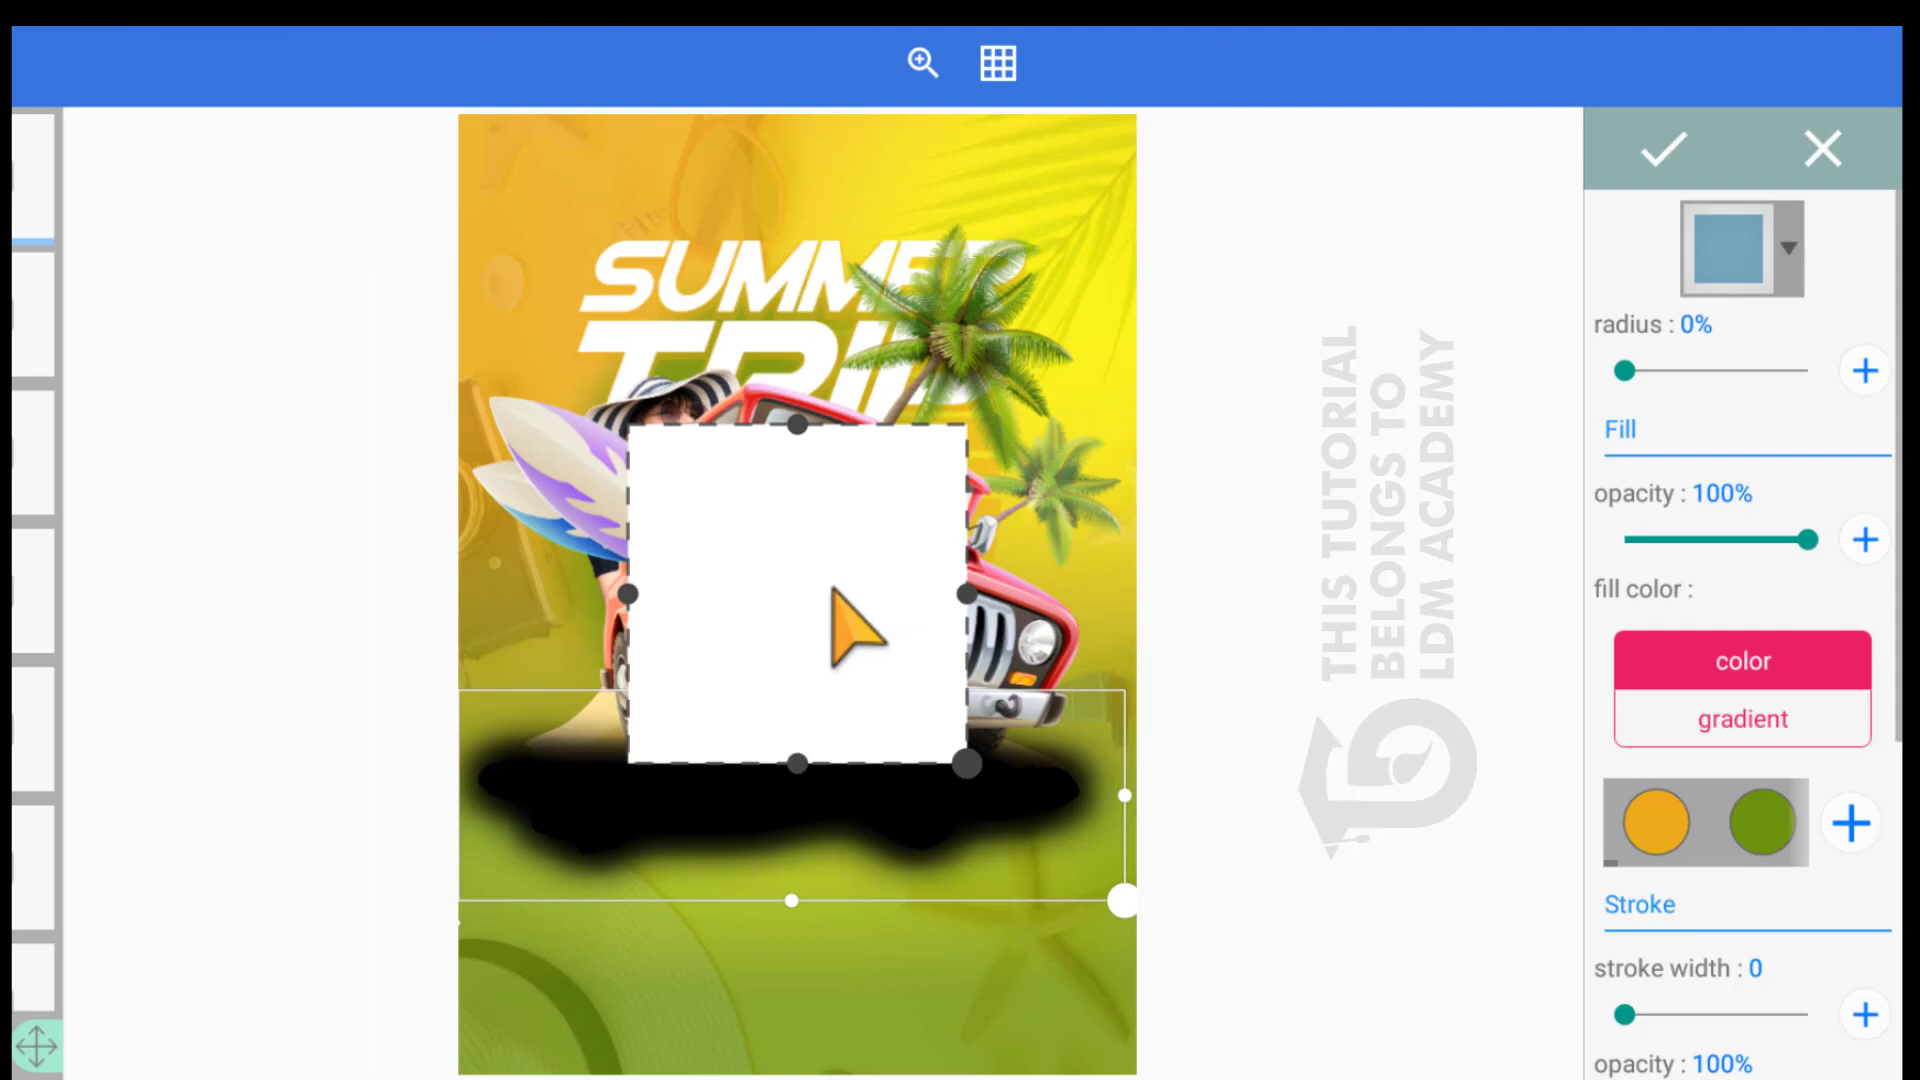 SUMMER
TRIP
radius : 0%
Fill
opacity : 100%
fill color :
color
gradient
Stroke
stroke width : 0
opacity : 100%
THIS TUTORIAL
BELONGS TO
LDM ACADEMY